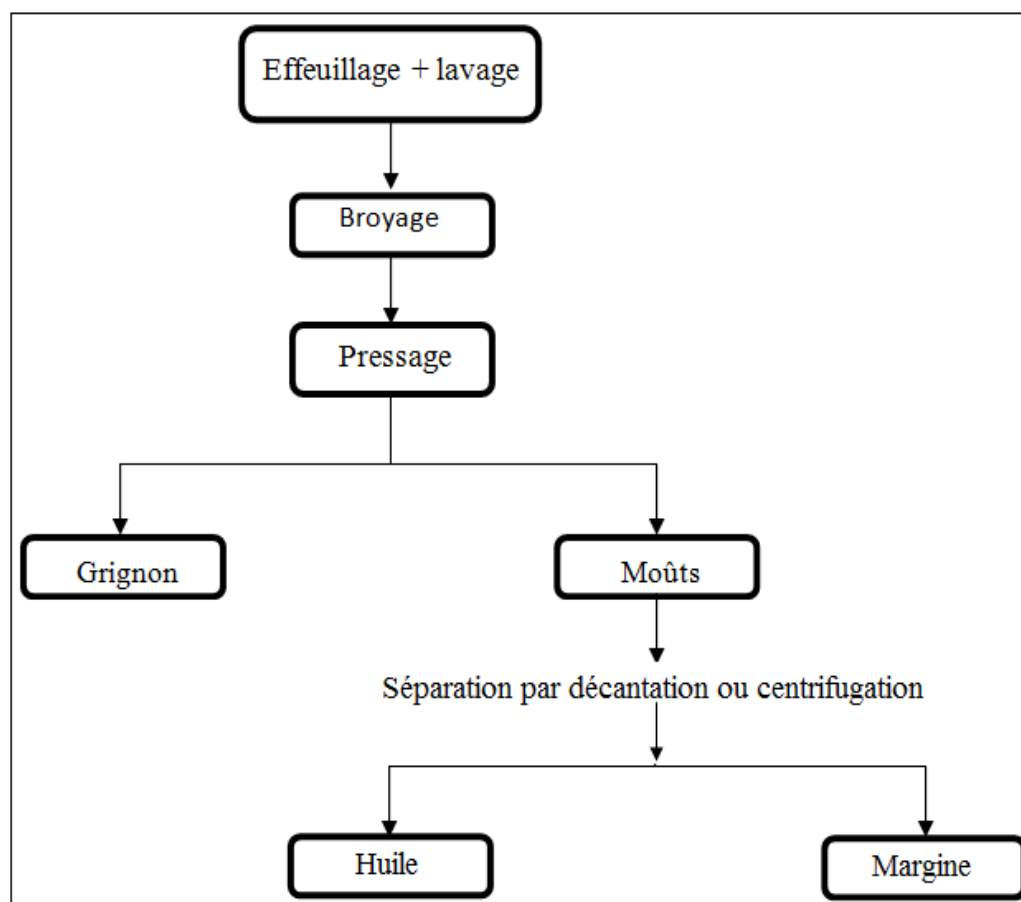 Effeuillage + lavage
Broyage
Pressage
Grignon
Moûts
Séparation par décantation ou centrifugation
Huile
Margine